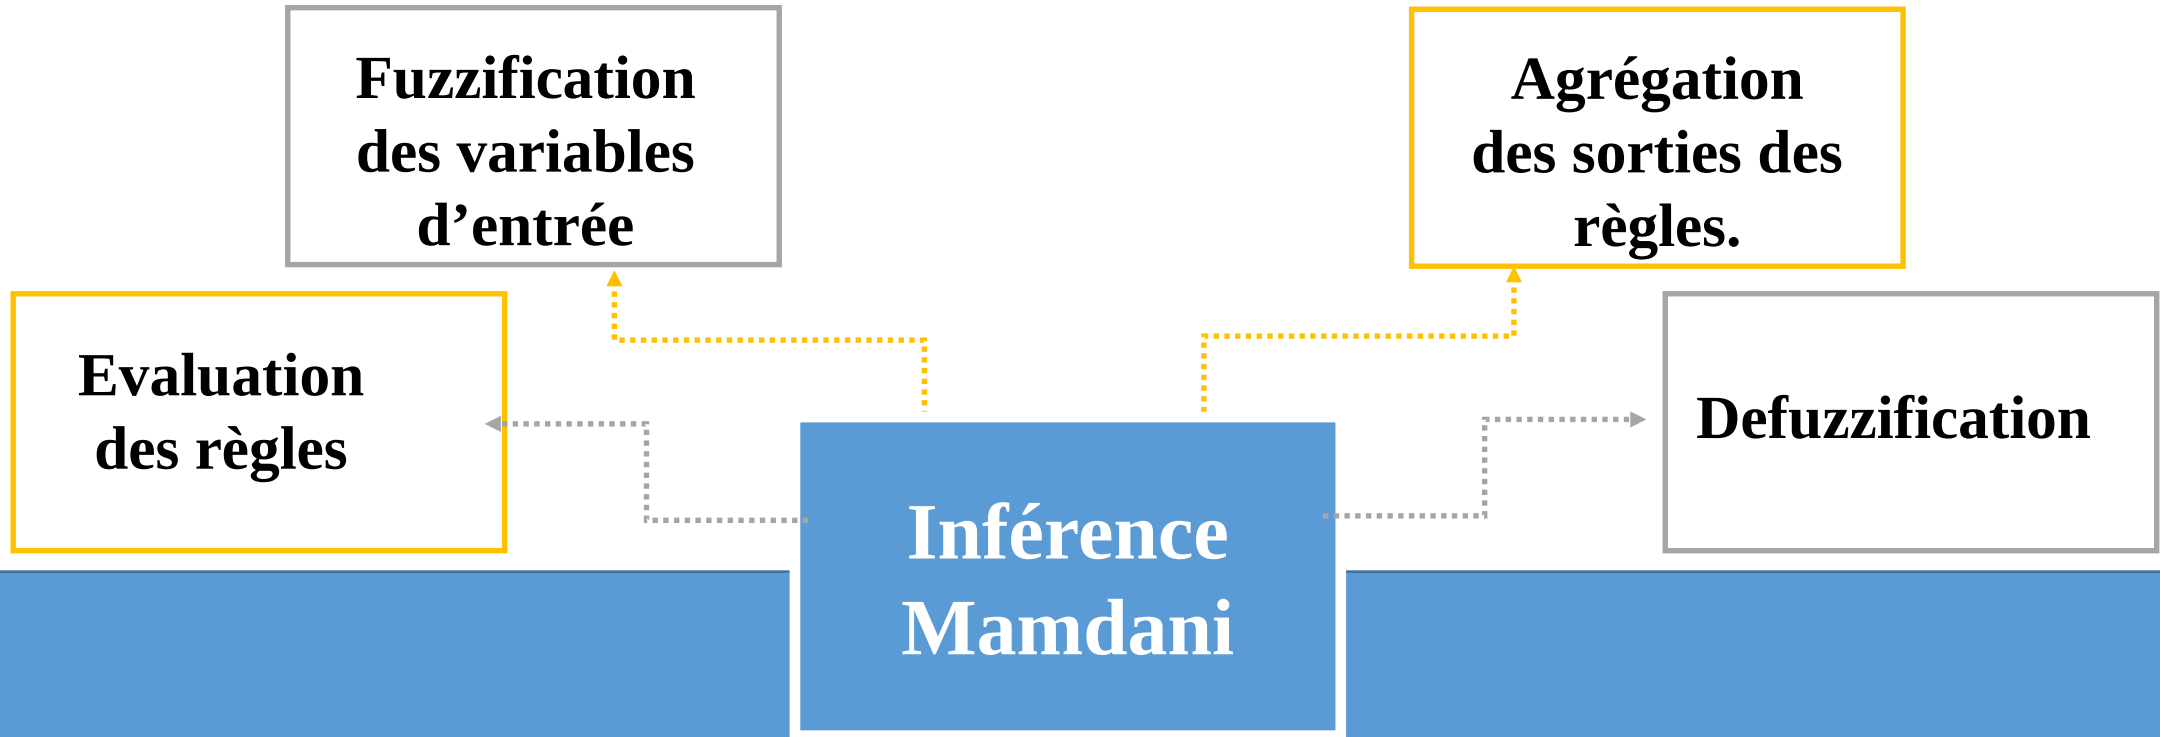 Fuzzification
des variables
d’entrée
Agrégation
des sorties des
règles.
Evaluation
des règles
Defuzzification
Inférence
Mamdani